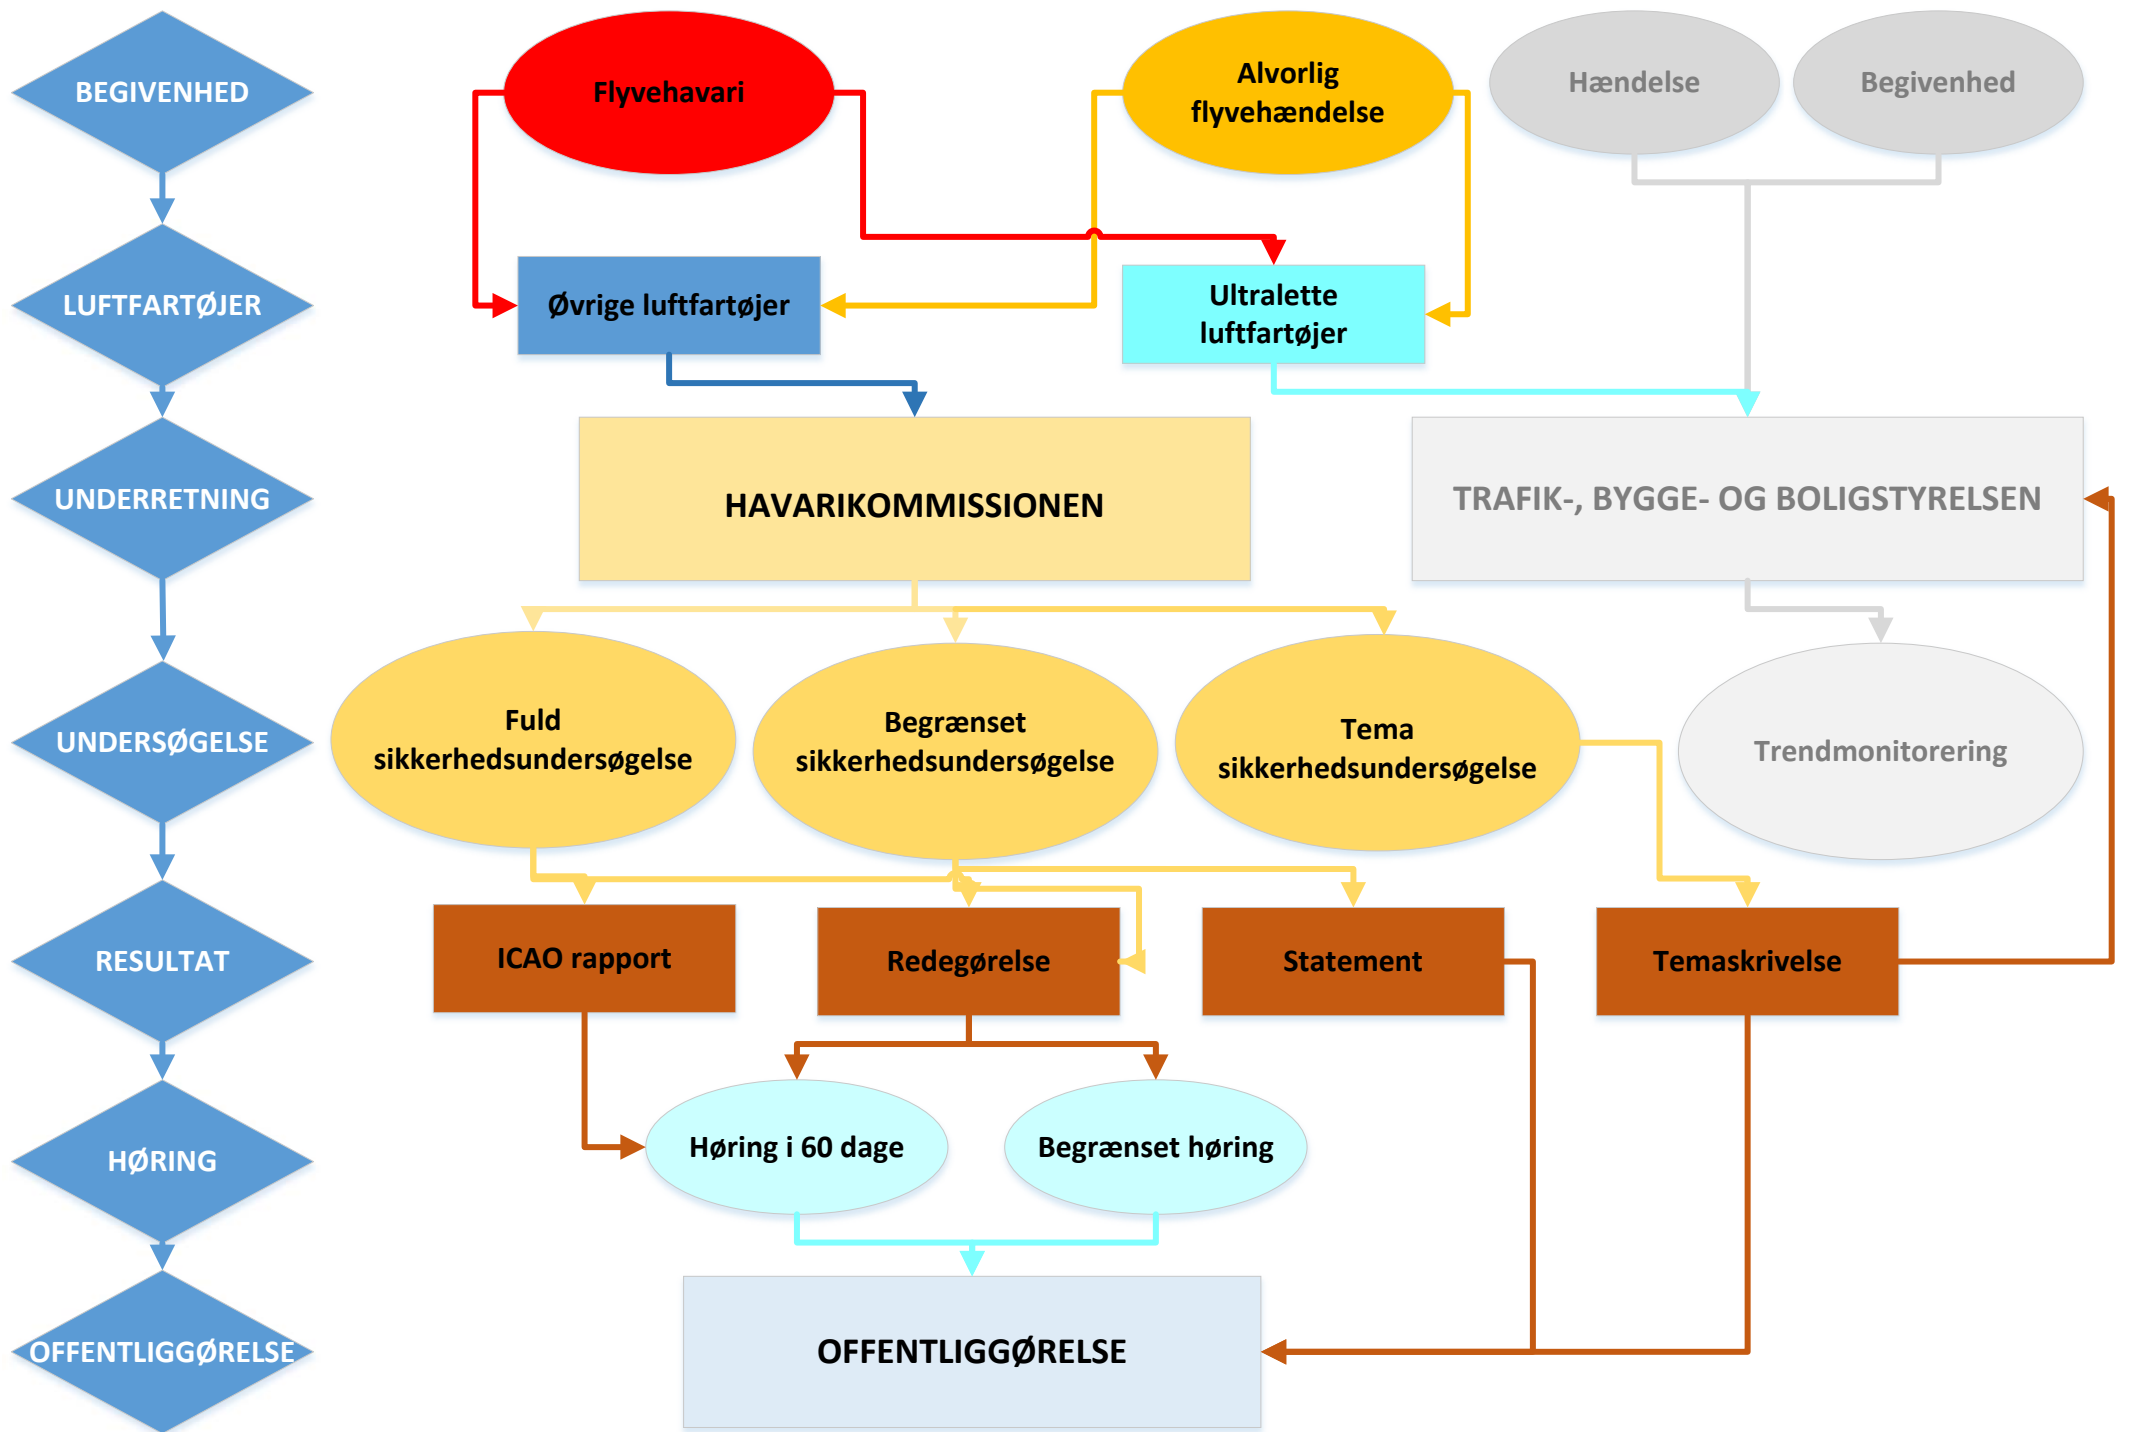 BEGIVENHED
Flyvehavari
Alvorlig
flyvehændelse
Hændelse
Begivenhed
LUFTFARTØJER
Øvrige luftfartøjer
Ultralette
luftfartøjer
UNDERRETNING
HAVARIKOMMISSIONEN
TRAFIK-, BYGGE- OG BOLIGSTYRELSEN
UNDERSØGELSE
Fuld
sikkerhedsundersøgelse
Begrænset
sikkerhedsundersøgelse
Tema
sikkerhedsundersøgelse
Trendmonitorering
RESULTAT
ICAO rapport
Redegørelse
Statement
Temaskrivelse
HØRING
Høring i 60 dage
Begrænset høring
OFFENTLIGGØRELSE
OFFENTLIGGØRELSE